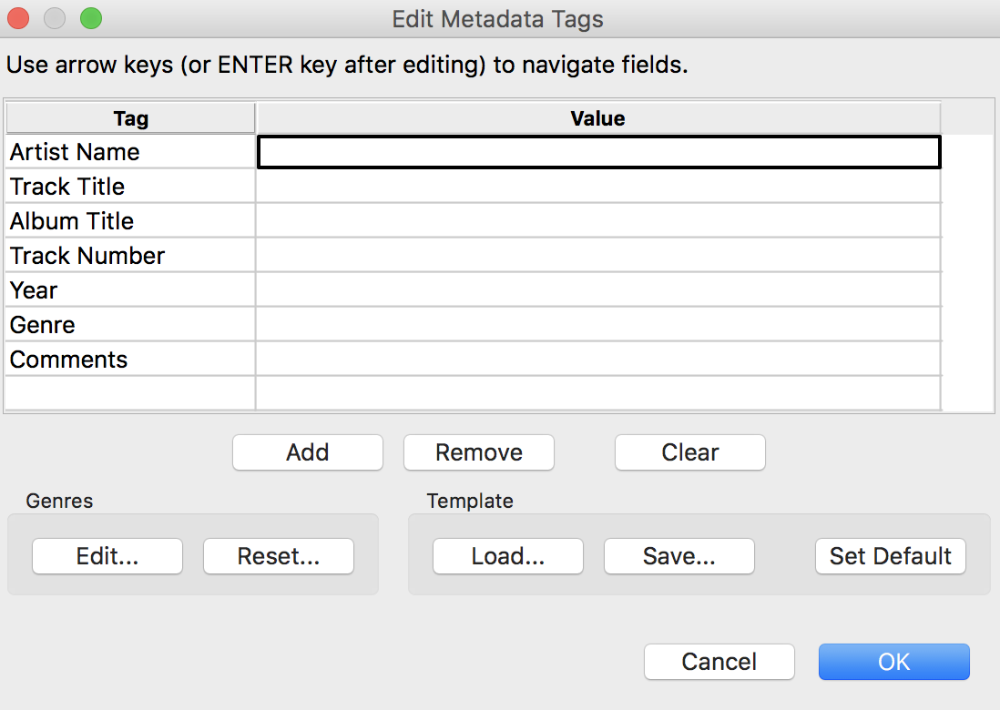 Edit Metadata Tags
Use arrow keys (or ENTER key after editing) to navigate fields.
Tag Value
Artist Name
Track Title
Album Title
Track Number
Year
Genre
Comments
Add Remove Clear
Genres Template
Edit... Reset... Load... Save... Set Default
Cancel OK